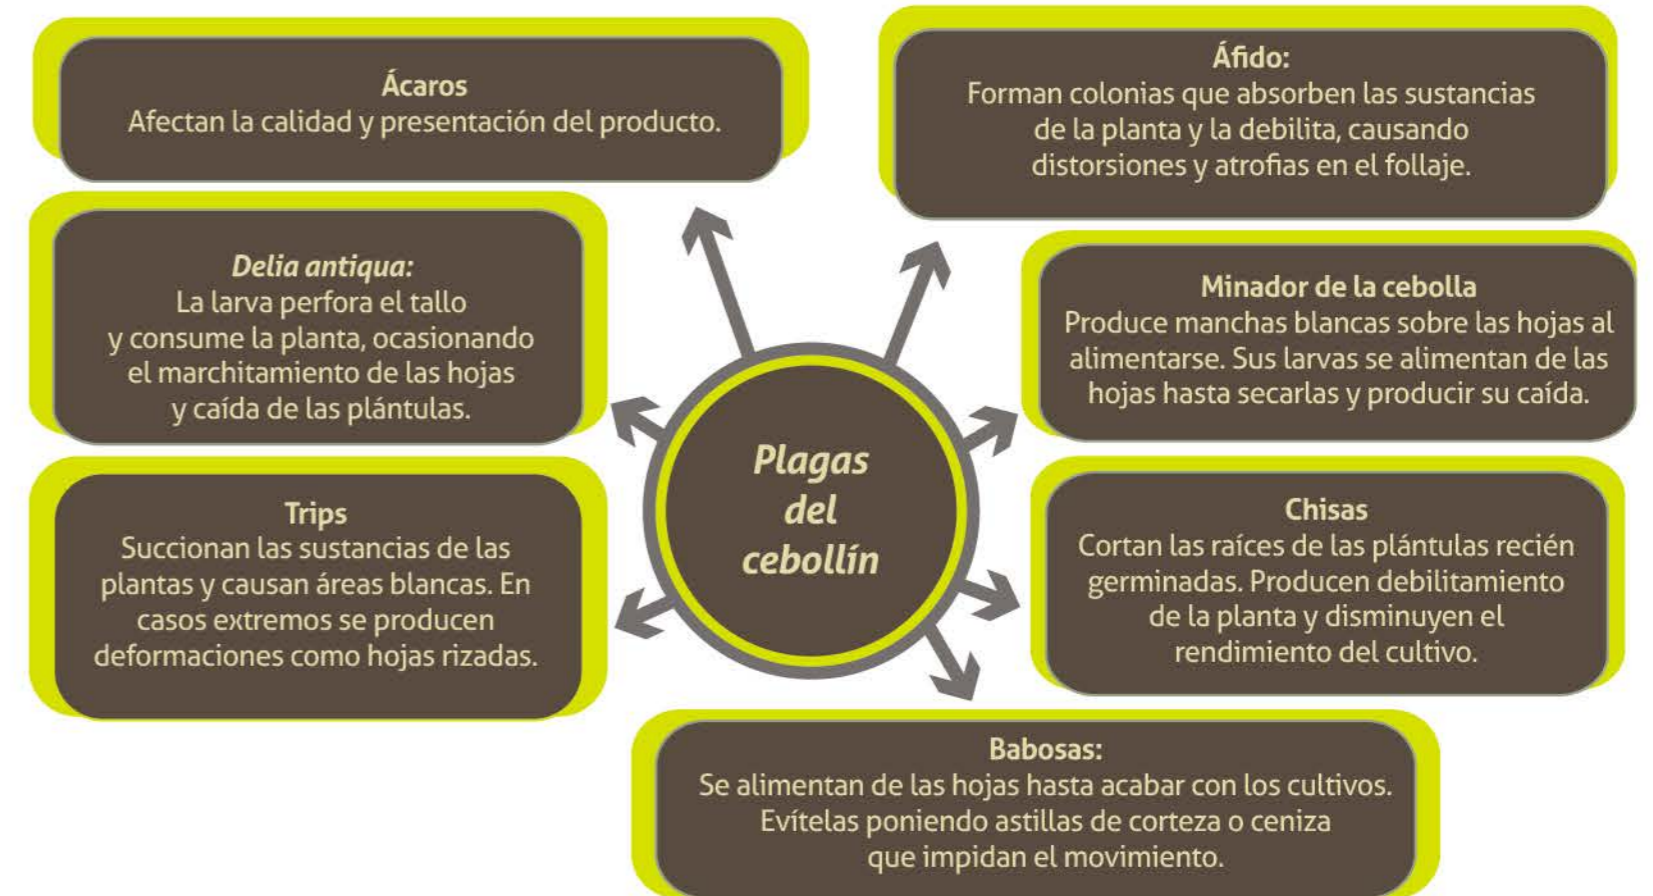 Ácaros
Afectan la calidad y presentación del producto.
Áfido:
Forman colonias que absorben las sustancias
de la planta y la debilita, causando
distorsiones y atrofias en el follaje.
Delia antiqua:
La larva perfora el tallo
y consume la planta, ocasionando
el marchitamiento de las hojas
y caída de las plántulas.
Minador de la cebolla
Produce manchas blancas sobre las hojas al
alimentarse. Sus larvas se alimentan de las
hojas hasta secarlas y producir su caída.
Plagas
del
cebollín
Trips
Succionan las sustancias de las
plantas y causan áreas blancas. En
casos extremos se producen
deformaciones como hojas rizadas.
Chisas
Cortan las raíces de las plántulas recién
germinadas. Producen debilitamiento
de la planta y disminuyen el
rendimiento del cultivo.
Babosas:
Se alimentan de las hojas hasta acabar con los cultivos.
Evítelas poniendo astillas de corteza o ceniza
que impidan el movimiento.